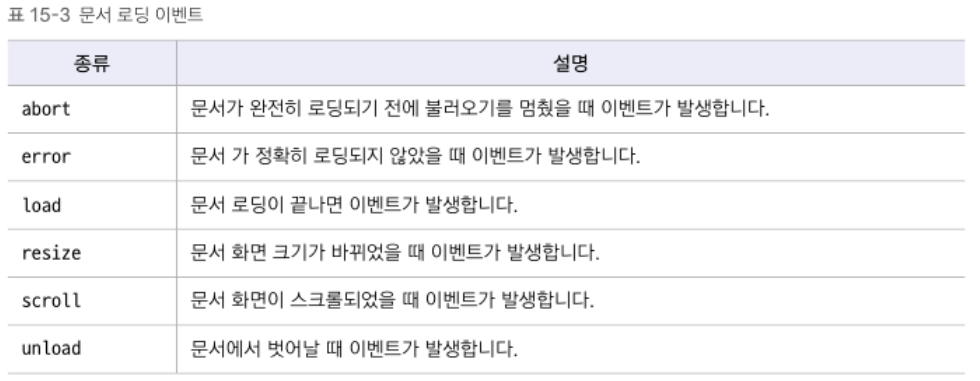 표 15-3 문서 로딩 이벤트
종류 설명
abort 문서가 완전히 로딩되기 전에 불러오기를 멈췄을 때 이벤트가 발생합니다.
error 문서 가 정확히 로딩되지 않았을 때 이벤트가 발생합니다.
load 문서 로딩이 끝나면 이벤트가 발생합니다.
resize 문서 화면 크기가 바뀌었을 때 이벤트가 발생합니다.
scroll 문서 화면이 스크롤되었을 때 이벤트가 발생합니다.
unload 문서에서 벗어날 때 이벤트가 발생합니다.